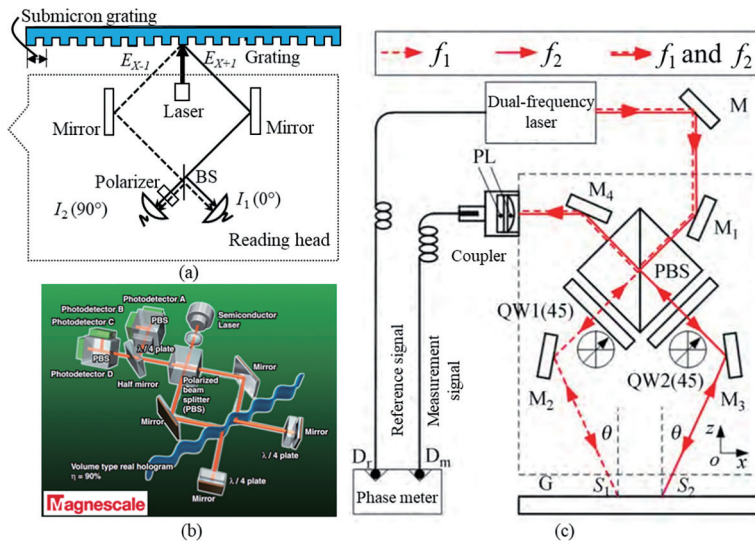 Submicron grating
E_{X-1}
E_{X+1}
Grating
Laser
Mirror
Mirror
BS
Polarizer
I_2 (90°)
I_1 (0°)
Reading head
(a)
Photodetector A
Photodetector B
Photodetector C
PBS
Semiconductor
Laser
PBS
λ/4 plate
Mirror
Photodetector D
Half mirror
Polarized
beam
splitter
(PBS)
Mirror
Mirror
λ/4 plate
Volume type real hologram
η = 90%
λ/4 plate
Mirror
Magnescale
(b)
f_1
f_2
f_1 and f_2
Dual-frequency
laser
M
PL
M_4
M_1
Coupler
PBS
QW1(45)
QW2(45)
M_2
M_3
Reference signal
Measurement
signal
θ
θ
z
o
x
D_r
D_m
G
S_1
S_2
Phase meter
(c)